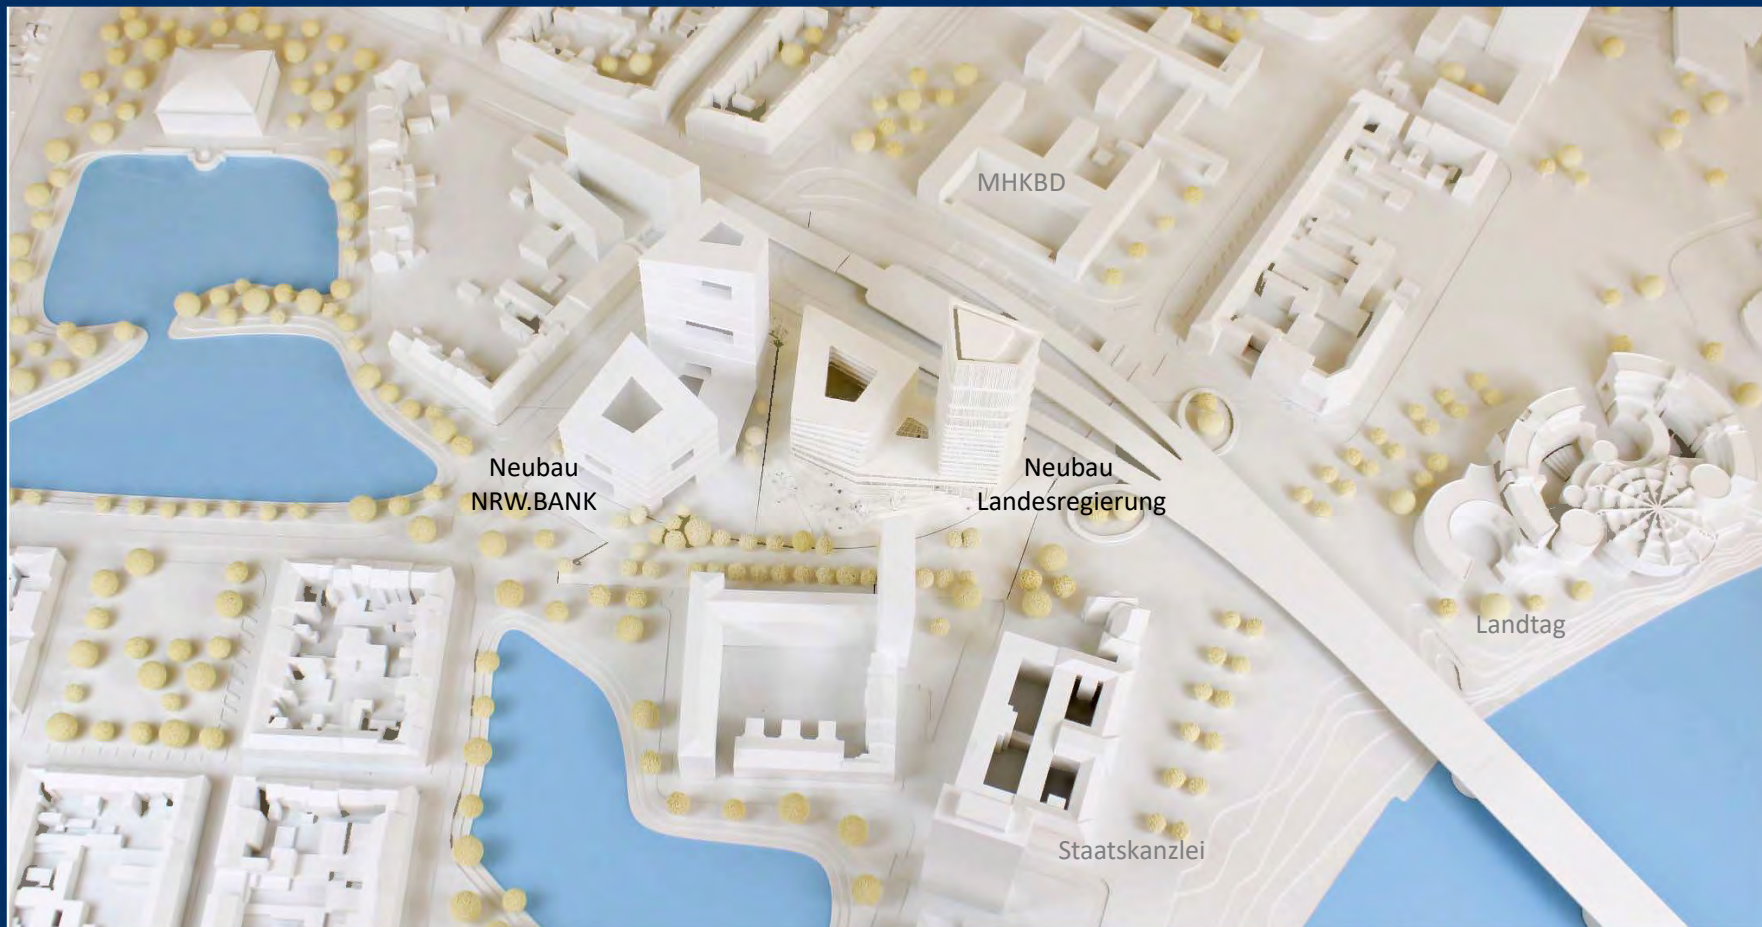 MHKBD
Neubau
NRW.BANK
Neubau
Landesregierung
Landtag
Staatskanzlei